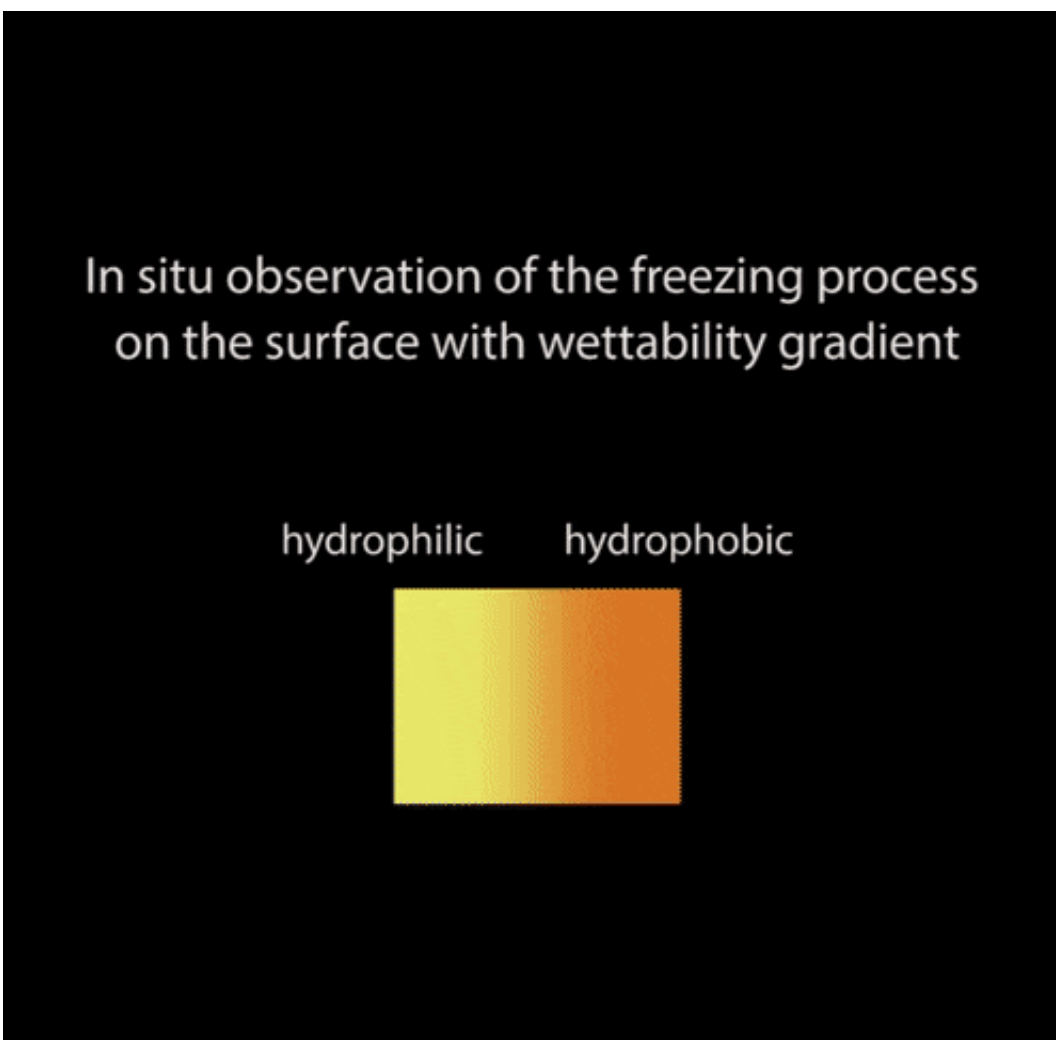 In situ observation of the freezing process
on the surface with wettability gradient
hydrophilic hydrophobic